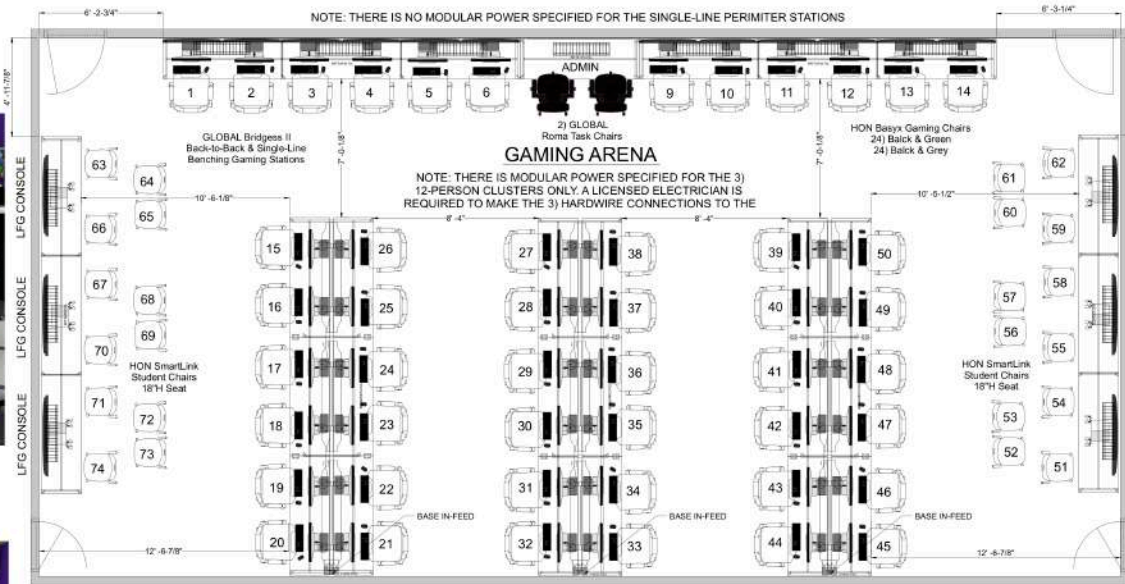 6' -2-3/4"
NOTE: THERE IS NO MODULAR POWER SPECIFIED FOR THE SINGLE-LINE PERIMITER STATIONS
6' -3-1/4"
4' -11-7/8"
ADMIN
1 2 3 4 5 6 9 10 11 12 13 14
2) GLOBAL
Roma Task Chairs
GLOBAL Bridgess II
Back-to-Back & Single-Line
Benching Gaming Stations
7' -0-1/8"
GAMING ARENA
7' -0-1/8"
HON Basyx Gaming Chairs
24) Balck & Green
24) Balck & Grey
NOTE: THERE IS MODULAR POWER SPECIFIED FOR THE 3)
12-PERSON CLUSTERS ONLY. A LICENSED ELECTRICIAN IS
REQUIRED TO MAKE THE 3) HARDWIRE CONNECTIONS TO THE
LFG CONSOLE
LFG CONSOLE
LFG CONSOLE
63
64
65
66
67
68
69
70
71
72
73
74
HON SmartLink
Student Chairs
18"H Seat
10' -6-1/8"
8' -4"
8' -4"
10' -5-1/2"
15 26 27 38 39 50
16 25 28 37 40 49
17 24 29 36 41 48
18 23 30 35 42 47
19 22 31 34 43 46
20 21 32 33 44 45
BASE IN-FEED
BASE IN-FEED
BASE IN-FEED
62
61
60
59
58
57
56
55
54
53
52
51
HON SmartLink
Student Chairs
18"H Seat
12' -6-7/8"
12' -6-7/8"